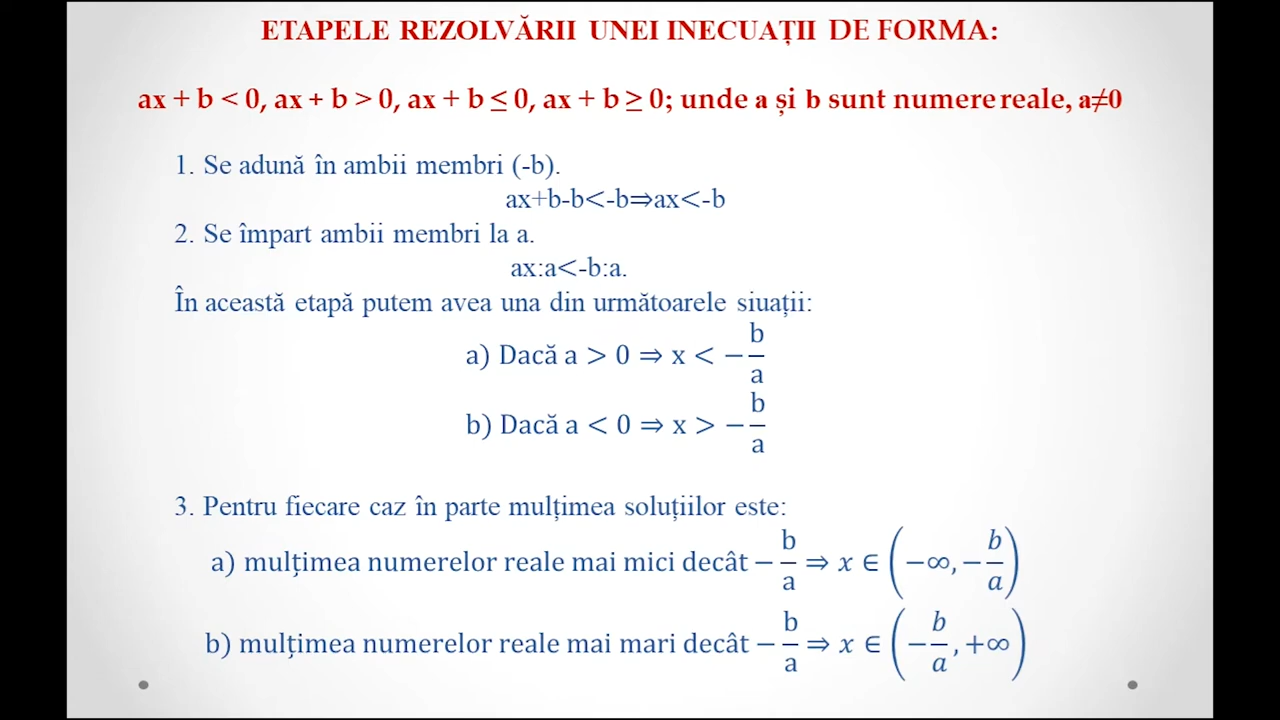 ETAPELE REZOLVĂRII UNEI INECUAȚII DE FORMA:
ax + b < 0, ax + b > 0, ax + b ≤ 0, ax + b ≥ 0; unde a și b sunt numere reale, a≠0
1. Se adună în ambii membri (-b).
ax+b-b<-b⇒ax<-b
2. Se împart ambii membri la a.
ax:a<-b:a.
În această etapă putem avea una din următoarele siuații:
a) Dacă a > 0 ⇒ x < −b/a
b) Dacă a < 0 ⇒ x > −b/a
3. Pentru fiecare caz în parte mulțimea soluțiilor este:
a) mulțimea numerelor reale mai mici decât −b/a ⇒ x ∈ (−∞, −b/a)
b) mulțimea numerelor reale mai mari decât −b/a ⇒ x ∈ (−b/a, +∞)